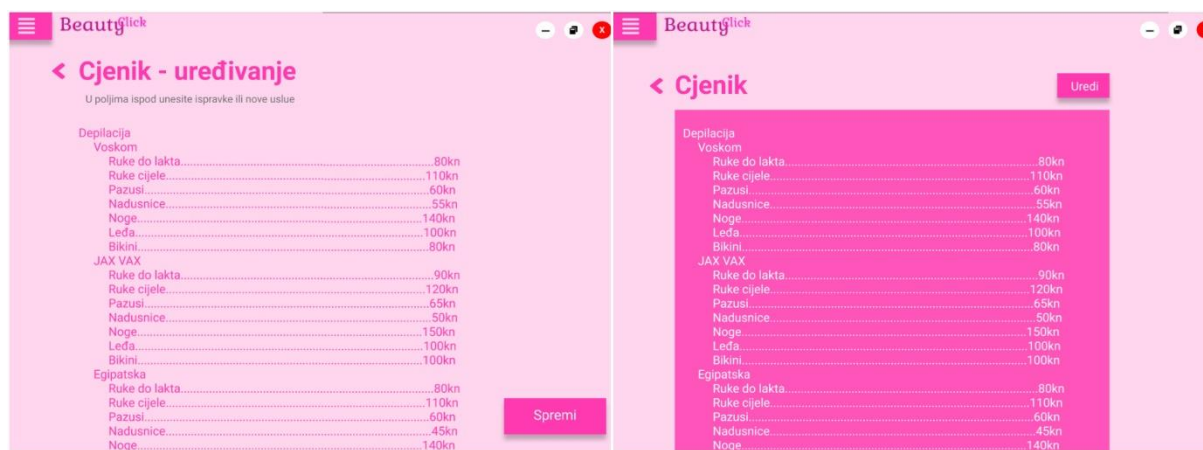 BeautyClick
X
Cjenik - uređivanje
U poljima ispod unesite ispravke ili nove uslue
Depilacija
Voskom
Ruke do lakta....80kn
Ruke cijele....110kn
Pazusi....60kn
Nadusnice....55kn
Noge....140kn
Leđa....100kn
Bikini....80kn
JAX VAX
Ruke do lakta....90kn
Ruke cijele....120kn
Pazusi....65kn
Nadusnice....50kn
Noge....150kn
Leđa....100kn
Bikini....100kn
Egipatska
Ruke do lakta....80kn
Ruke cijele....110kn
Pazusi....60kn
Nadusnice....45kn
Noge....140kn
Spremi
BeautyClick
Cjenik
Uredi
Depilacija
Voskom
Ruke do lakta....80kn
Ruke cijele....110kn
Pazusi....60kn
Nadusnice....55kn
Noge....140kn
Leđa....100kn
Bikini....80kn
JAX VAX
Ruke do lakta....90kn
Ruke cijele....120kn
Pazusi....65kn
Nadusnice....50kn
Noge....150kn
Leđa....100kn
Bikini....100kn
Egipatska
Ruke do lakta....80kn
Ruke cijele....110kn
Pazusi....60kn
Nadusnice....45kn
Noge....140kn